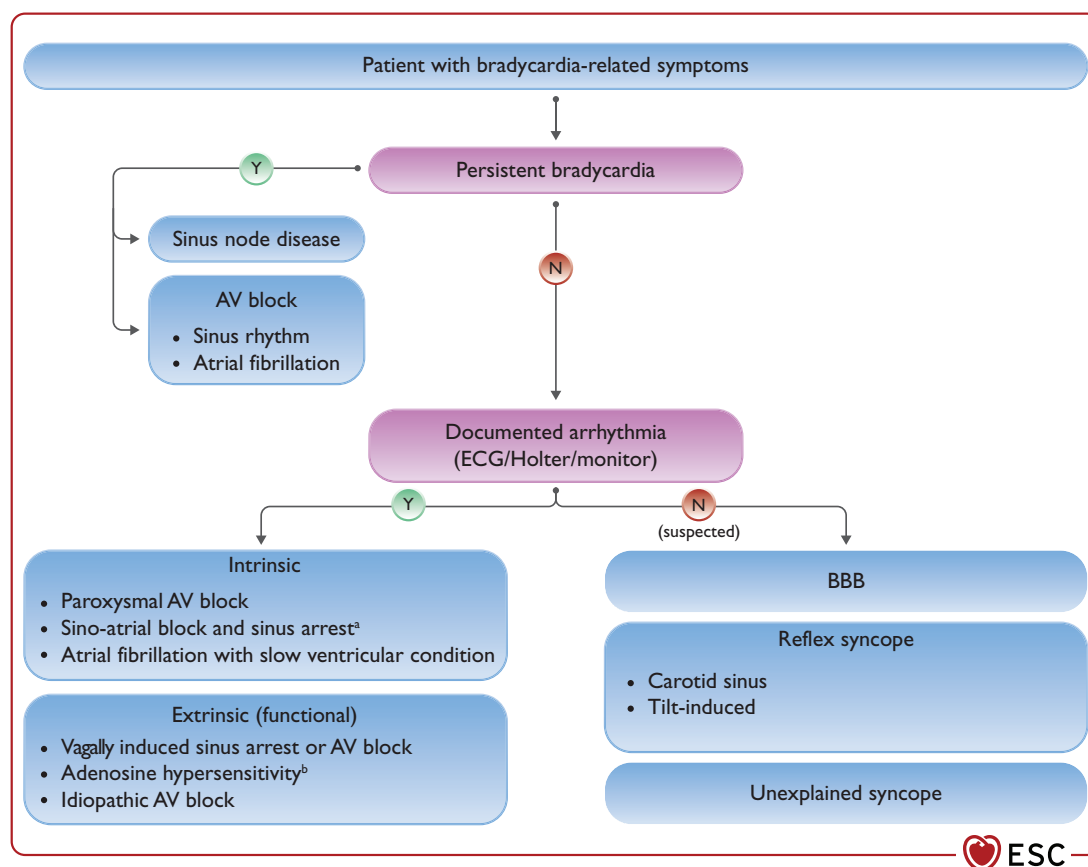 Patient with bradycardia-related symptoms
Y
Persistent bradycardia
Sinus node disease
N
AV block
• Sinus rhythm
• Atrial fibrillation
Documented arrhythmia
(ECG/Holter/monitor)
Y
N
(suspected)
Intrinsic
• Paroxysmal AV block
• Sino-atrial block and sinus arrestᵃ
• Atrial fibrillation with slow ventricular condition
Extrinsic (functional)
• Vagally induced sinus arrest or AV block
• Adenosine hypersensitivityᵇ
• Idiopathic AV block
BBB
Reflex syncope
• Carotid sinus
• Tilt-induced
Unexplained syncope
ESC